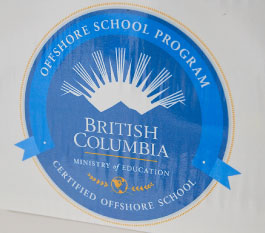 OFFSHORE SCHOOL PROGRAM
BRITISH
COLUMBIA
MINISTRY of EDUCATION
CERTIFIED OFFSHORE SCHOOL